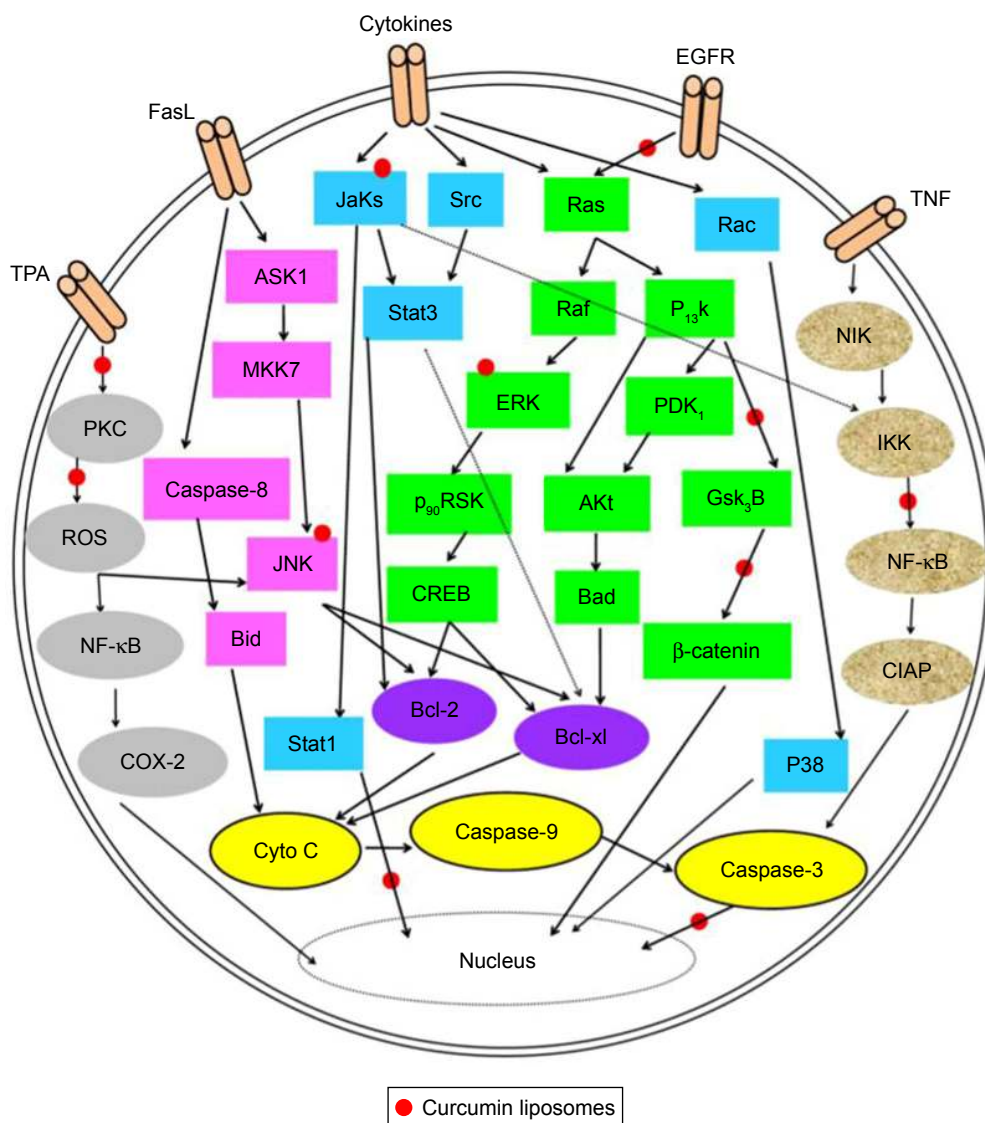 Cytokines
EGFR
FasL
TNF
TPA
JaKs
Src
Ras
Rac
ASK1
Stat3
Raf
P₁₃k
NIK
MKK7
ERK
PDK₁
PKC
IKK
Caspase-8
p₉₀RSK
AKt
Gsk₃B
ROS
JNK
NF-κB
CREB
Bad
NF-κB
Bid
β-catenin
CIAP
Bcl-2
Bcl-xl
COX-2
Stat1
P38
Cyto C
Caspase-9
Caspase-3
Nucleus
Curcumin liposomes